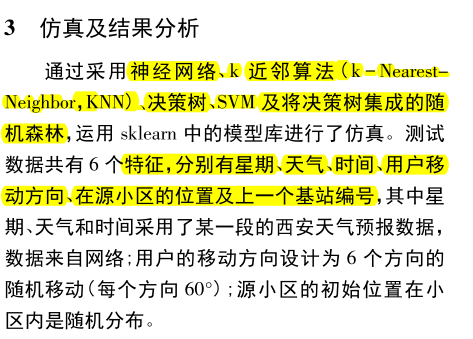 3 仿真及结果分析
通过采用神经网络、k 近邻算法(k-Nearest-
Neighbor,KNN)、决策树、SVM 及将决策树集成的随
机森林,运用 sklearn 中的模型库进行了仿真。测试
数据共有 6 个特征,分别有星期、天气、时间、用户移
动方向、在源小区的位置及上一个基站编号,其中星
期、天气和时间采用了某一段的西安天气预报数据,
数据来自网络;用户的移动方向设计为 6 个方向的
随机移动(每个方向 60°);源小区的初始位置在小
区内是随机分布。